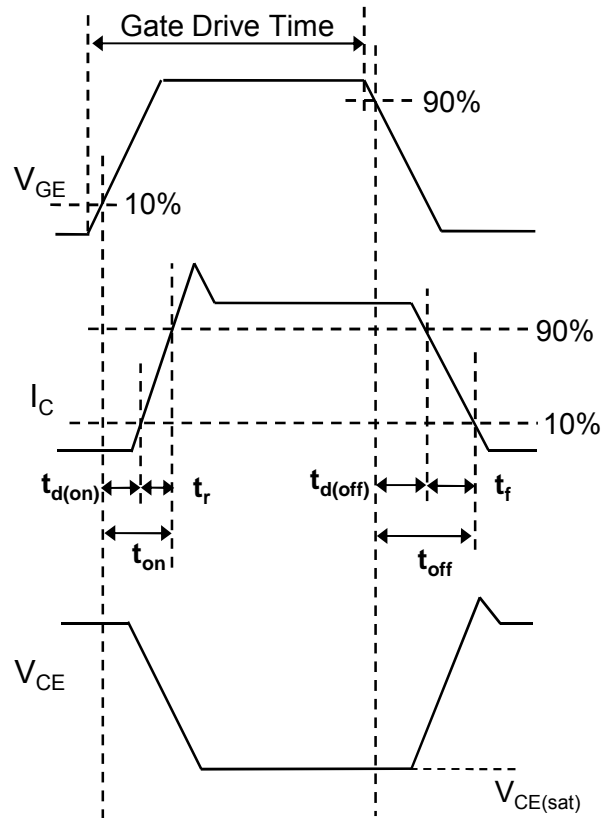 Gate Drive Time
90%
V_GE
10%
90%
I_C
10%
t_d(on)
t_r
t_d(off)
t_f
t_on
t_off
V_CE
V_CE(sat)